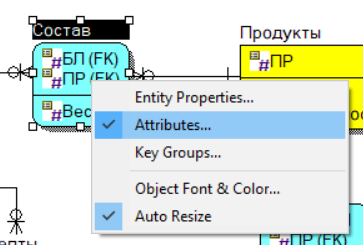 Состав
Продукты
#БЛ (FK)
#ПР (FK)
#ПР
#Вес
Entity Properties...
Attributes...
Key Groups...
Object Font & Color...
Auto Resize
#ПР (FK)